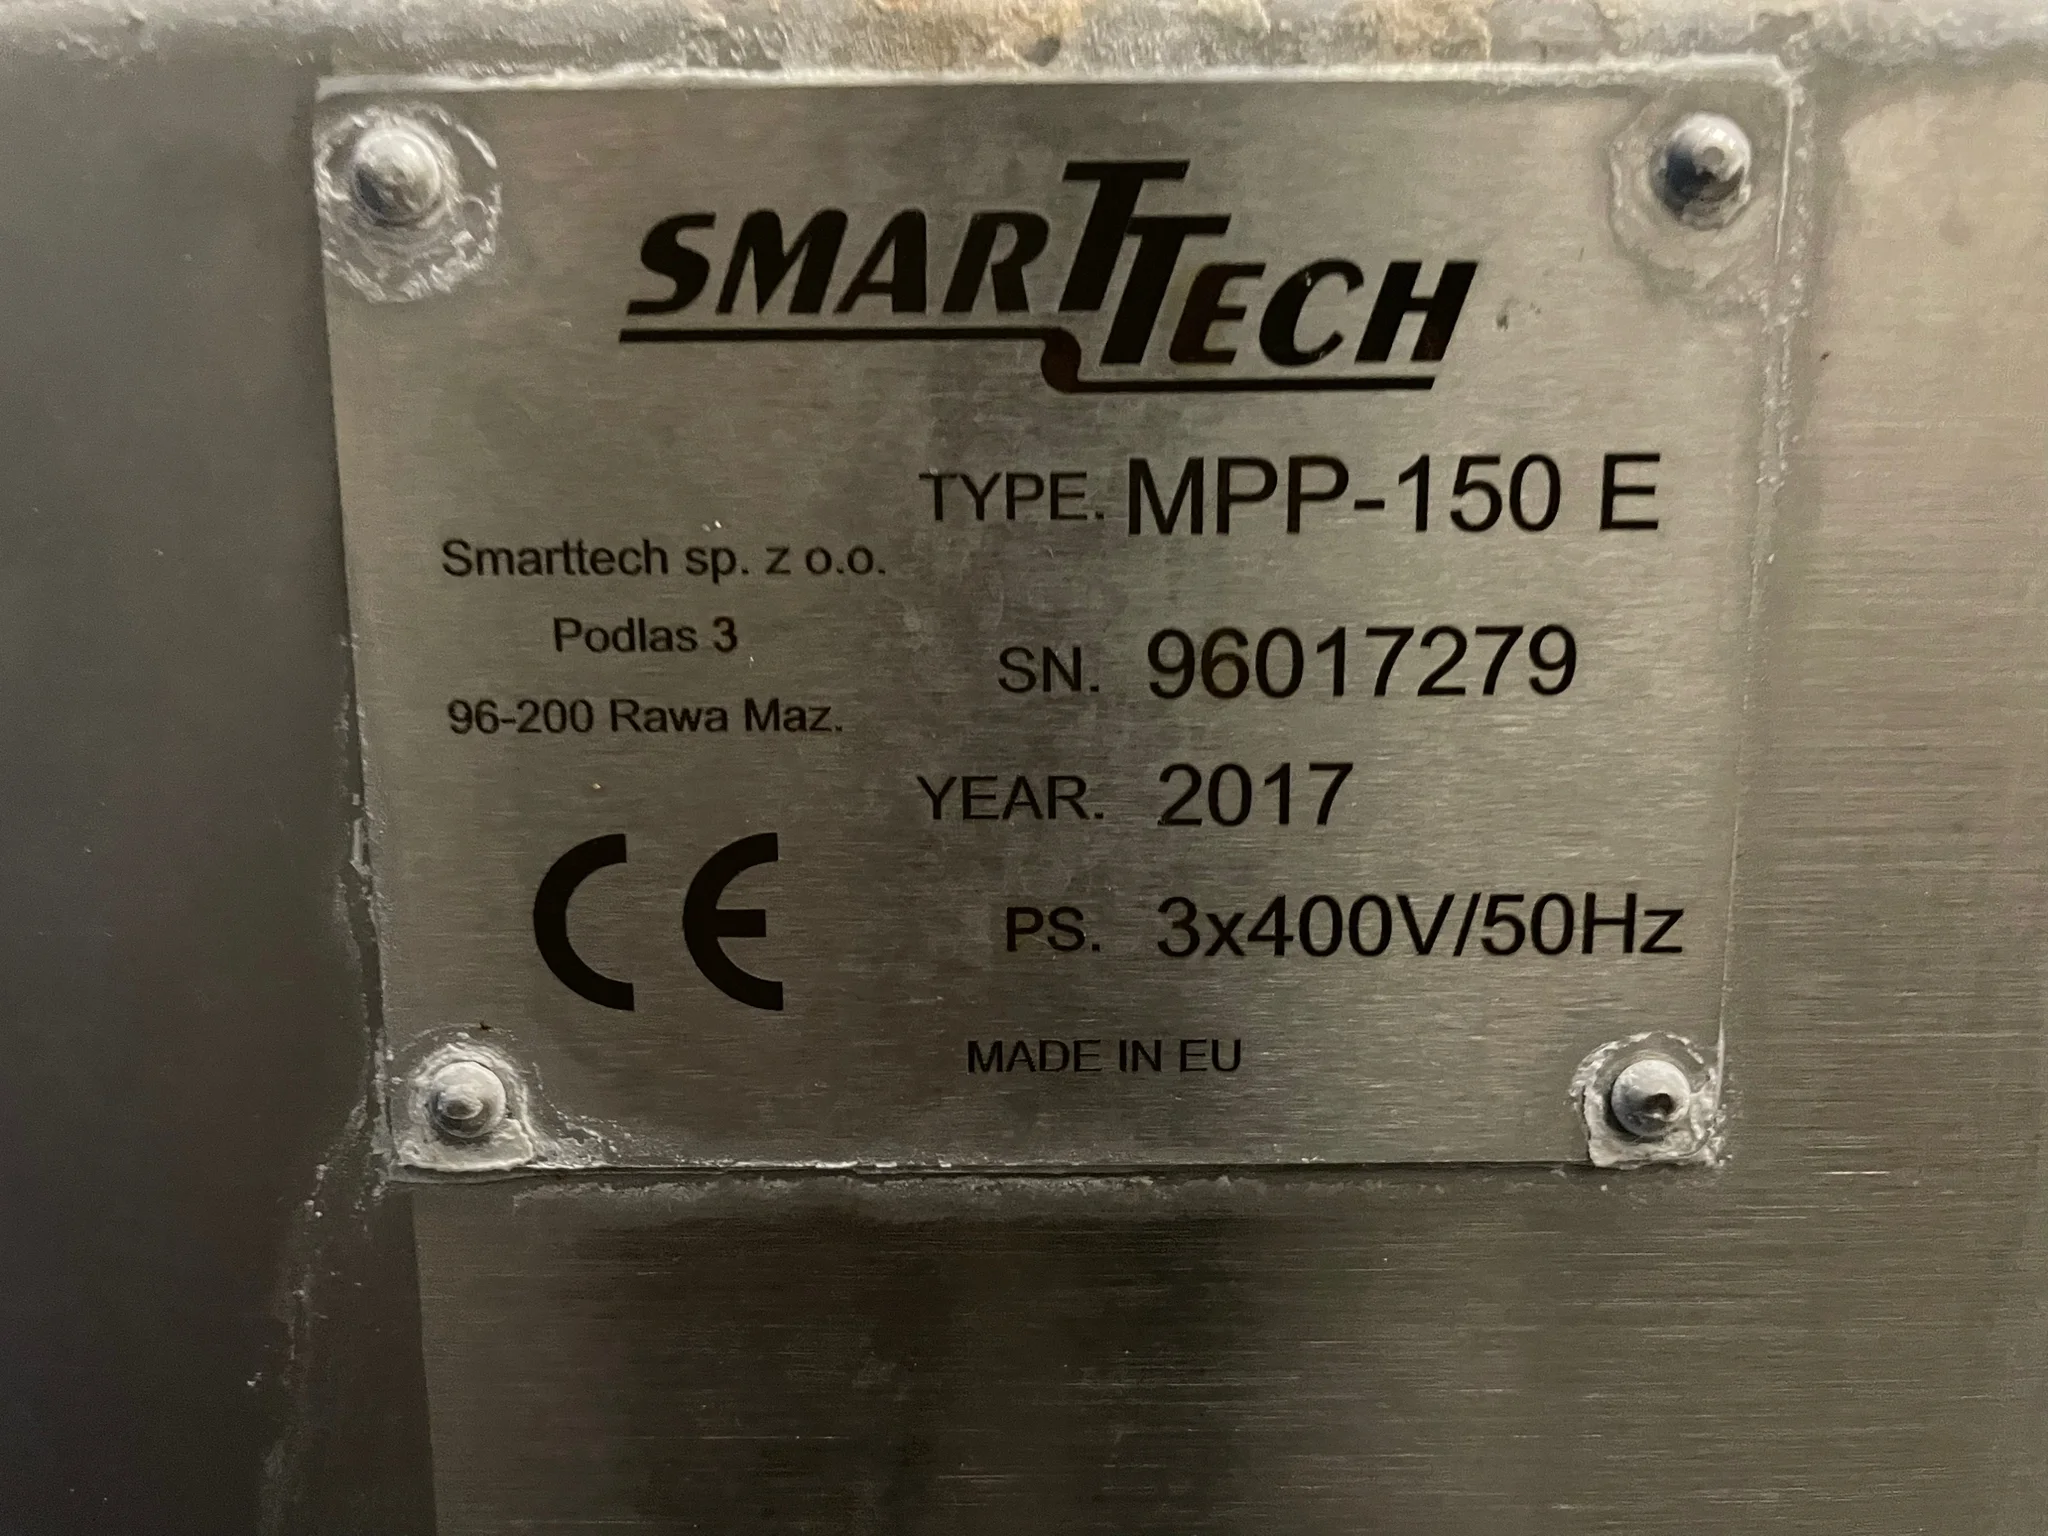 SMARTTECH
TYPE. MPP-150 E
Smarttech sp. z o.o.
Podlas 3
96-200 Rawa Maz.
SN. 96017279
YEAR. 2017
CE
PS. 3x400V/50Hz
MADE IN EU